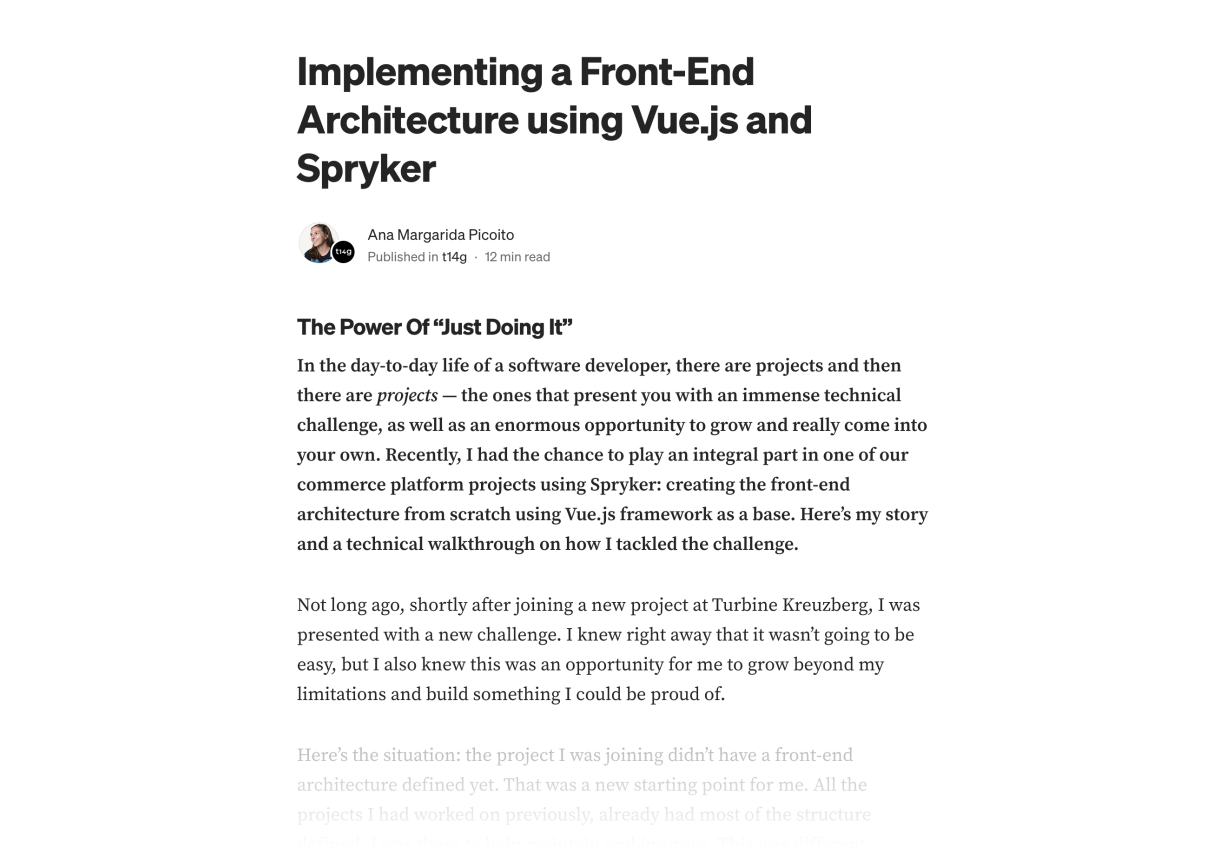 Implementing a Front-End
Architecture using Vue.js and
Spryker
Ana Margarida Picoito
t14g
Published in t14g · 12 min read
The Power Of “Just Doing It”
In the day-to-day life of a software developer, there are projects and then
there are projects — the ones that present you with an immense technical
challenge, as well as an enormous opportunity to grow and really come into
your own. Recently, I had the chance to play an integral part in one of our
commerce platform projects using Spryker: creating the front-end
architecture from scratch using Vue.js framework as a base. Here’s my story
and a technical walkthrough on how I tackled the challenge.
Not long ago, shortly after joining a new project at Turbine Kreuzberg, I was
presented with a new challenge. I knew right away that it wasn’t going to be
easy, but I also knew this was an opportunity for me to grow beyond my
limitations and build something I could be proud of.
Here’s the situation: the project I was joining didn’t have a front-end
architecture defined yet. That was a new starting point for me. All the
projects I had worked on previously, already had most of the structure